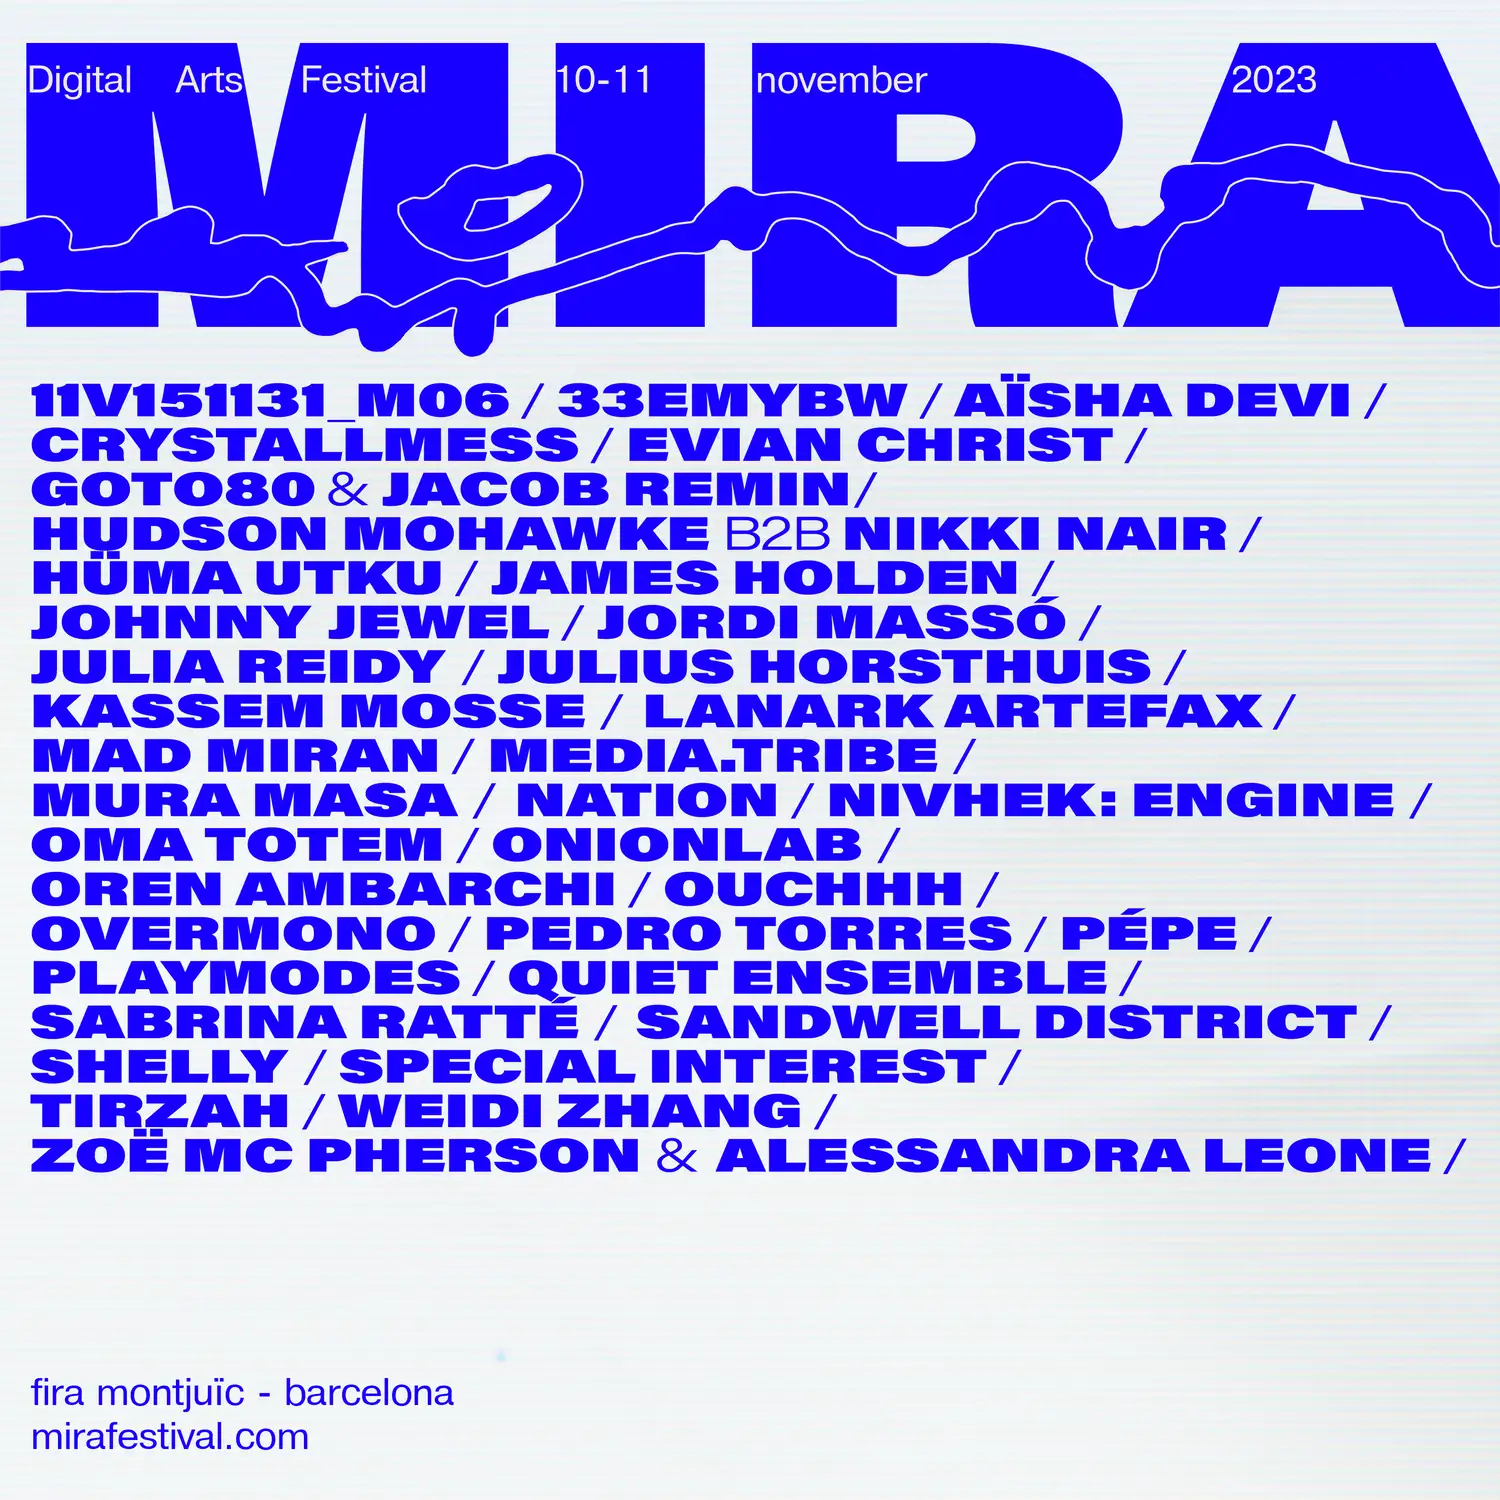 MIRA
Digital Arts Festival 10-11 november 2023
11V151131_M06 / 33EMYBW / AÏSHA DEVI /
CRYSTALLMESS / EVIAN CHRIST /
GOTO80 & JACOB REMIN/
HUDSON MOHAWKE B2B NIKKI NAIR /
HÜMA UTKU / JAMES HOLDEN /
JOHNNY JEWEL / JORDI MASSÓ /
JULIA REIDY / JULIUS HORSTHUIS /
KASSEM MOSSE / LANARK ARTEFAX /
MAD MIRAN / MEDIA.TRIBE /
MURA MASA / NATION / NIVHEK: ENGINE /
OMA TOTEM / ONIONLAB /
OREN AMBARCHI / OUCHHH /
OVERMONO / PEDRO TORRES / PÉPE /
PLAYMODES / QUIET ENSEMBLE /
SABRINA RATTÉ / SANDWELL DISTRICT /
SHELLY / SPECIAL INTEREST /
TIRZAH / WEIDI ZHANG /
ZOË MC PHERSON & ALESSANDRA LEONE /
fira montjuïc - barcelona
mirafestival.com